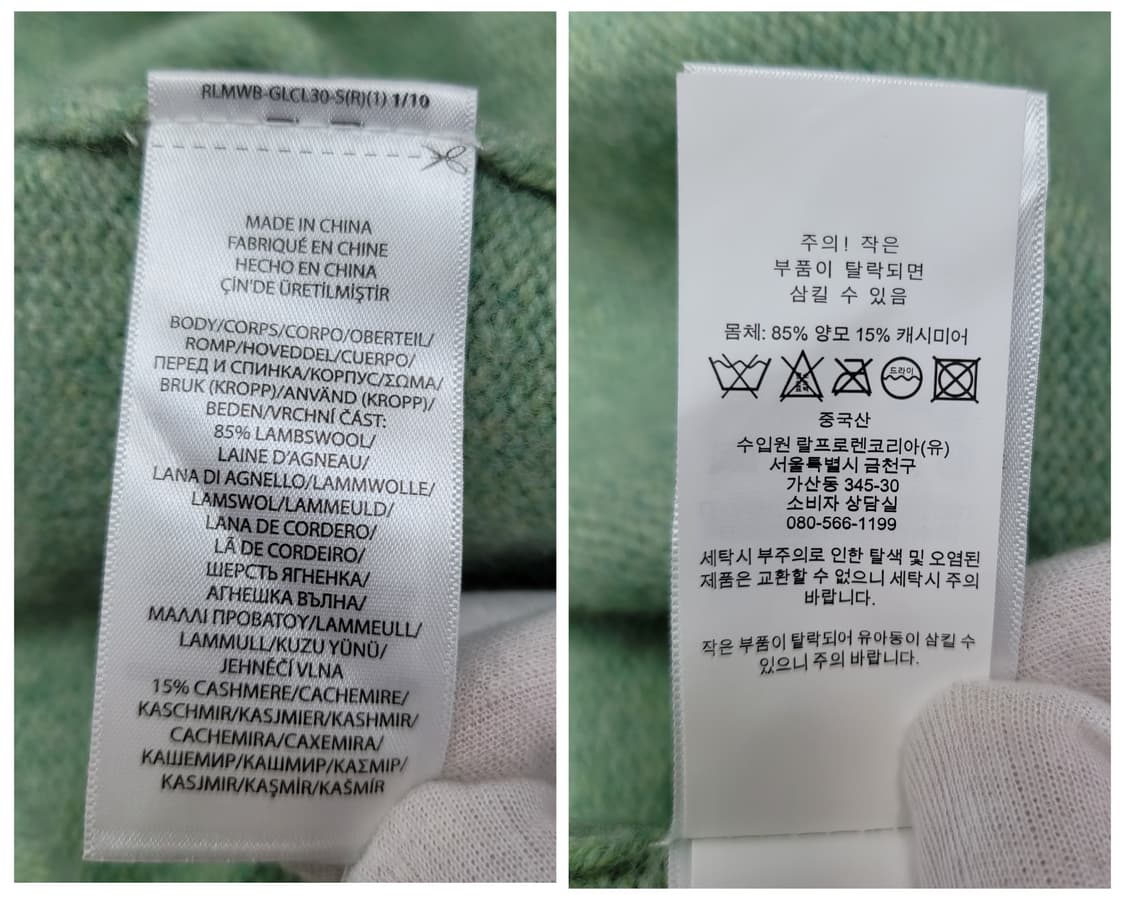 RLMWB-GLCL30-S(R)(1) 1/10
MADE IN CHINA
FABRIQUÉ EN CHINE
HECHO EN CHINA
ÇİN'DE ÜRETİLMİŞTİR
BODY/CORPS/CORPO/OBERTEIL/
ROMP/HOVEDDEL/CUERPO/
ПЕРЕД И СПИНКА/КОРПУС/ΣΩΜΑ/
BRUK (KROPP)/ANVÄND (KROPP)/
BEDEN/VRCHNÍ ČÁST:
85% LAMBSWOOL/
LAINE D'AGNEAU/
LANA DI AGNELLO/LAMMWOLLE/
LAMSWOL/LAMMEULD/
LANA DE CORDERO/
LÃ DE CORDEIRO/
ШЕРСТЬ ЯГНЕНКА/
АГНЕШКА ВЪЛНА/
ΜΑΛΛΙ ΠΡΟΒΑΤΟΥ/LAMMEULL/
LAMMULL/KUZU YÜNÜ/
JEHNĚČÍ VLNA
15% CASHMERE/CACHEMIRE/
KASCHMIR/KASJMIER/KASHMIR/
CACHEMIRA/CAXEMIRA/
КАШЕМИР/КАШМИР/ΚΑΣΜΙΡ/
KASJMIR/KAŞMİR/KAŠMÍR
주의! 작은
부품이 탈락되면
삼킬 수 있음
몸체: 85% 양모 15% 캐시미어
드라이
중국산
수입원 랄프로렌코리아(유)
서울특별시 금천구
가산동 345-30
소비자 상담실
080-566-1199
세탁시 부주의로 인한 탈색 및 오염된
제품은 교환할 수 없으니 세탁시 주의
바랍니다.
작은 부품이 탈락되어 유아동이 삼킬 수
있으니 주의 바랍니다.